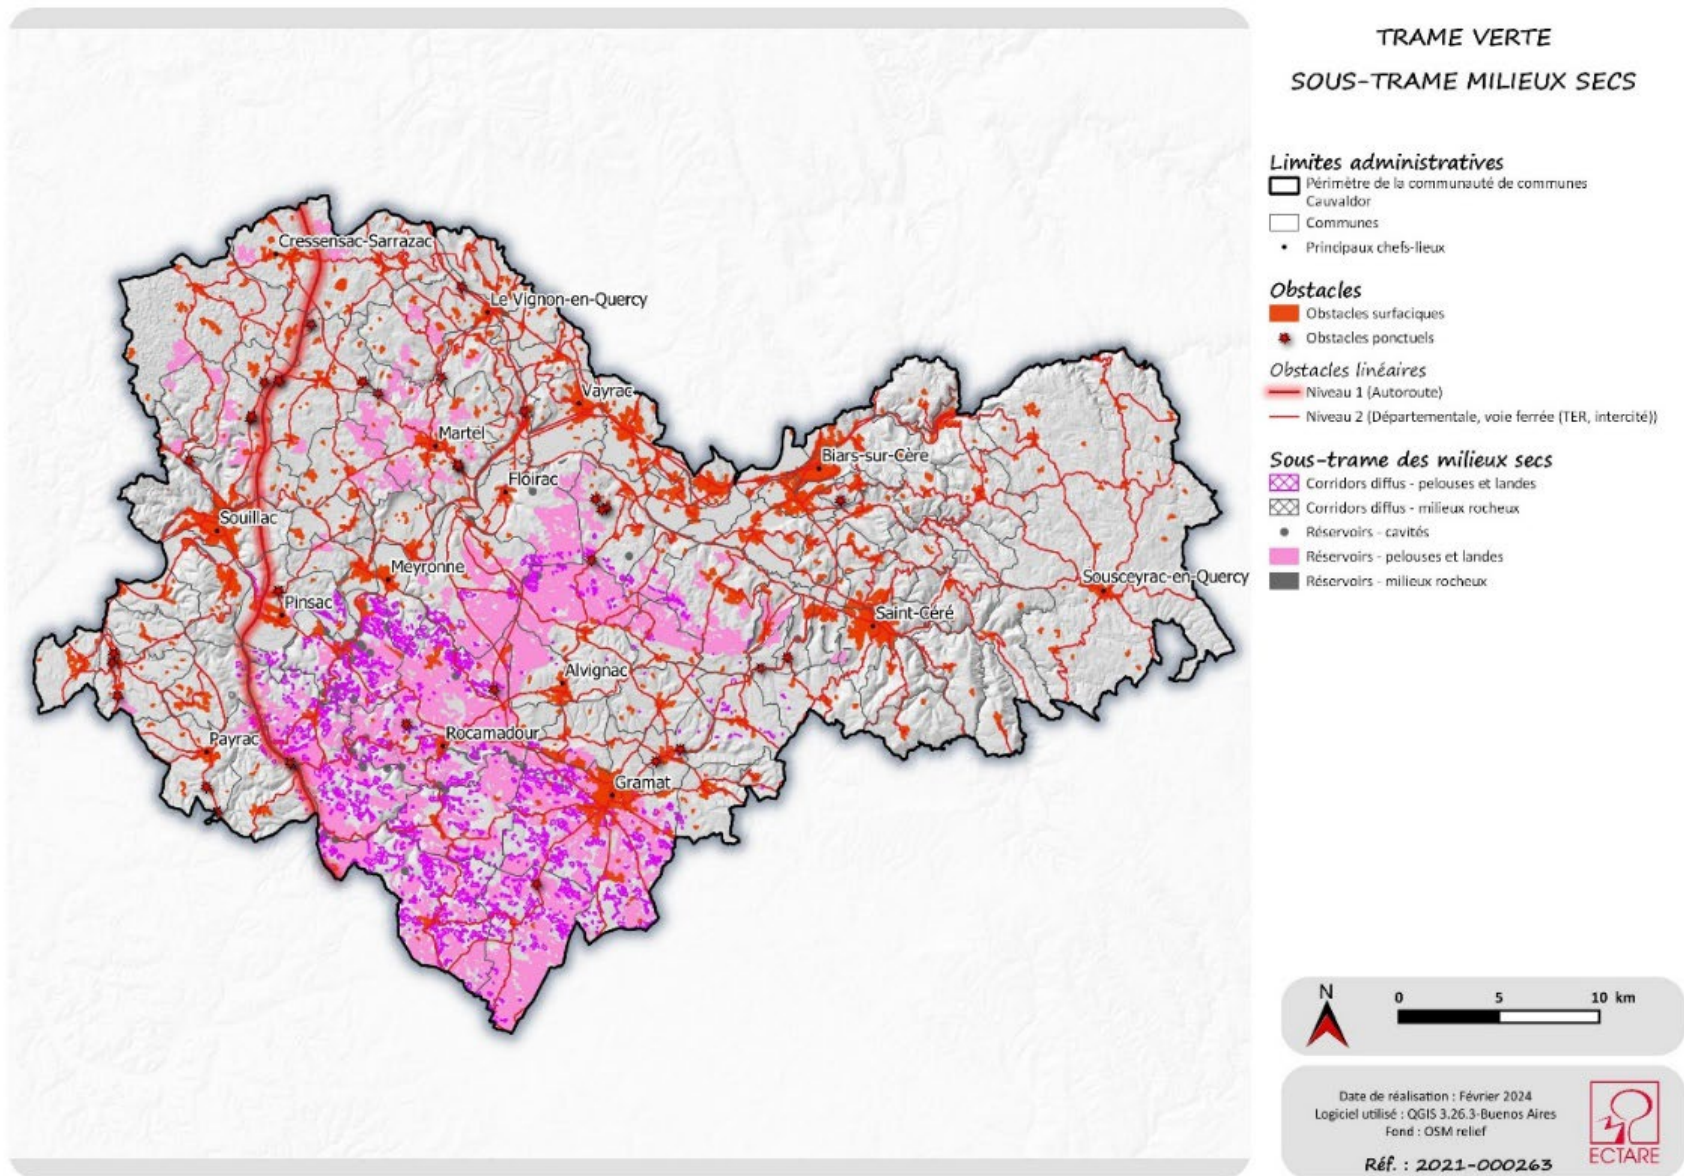 TRAME VERTE
SOUS-TRAME MILIEUX SECS
Limites administratives
Périmètre de la communauté de communes
Cauvaldor
Communes
Principaux chefs-lieux
Obstacles
Obstacles surfaciques
Obstacles ponctuels
Obstacles linéaires
Niveau 1 (Autoroute)
Niveau 2 (Départementale, voie ferrée (TER, intercité))
Sous-trame des milieux secs
Corridors diffus - pelouses et landes
Corridors diffus - milieux rocheux
Réservoirs - cavités
Réservoirs - pelouses et landes
Réservoirs - milieux rocheux
Cressensac-Sarrazac
Le Vignon-en-Quercy
Vayrac
Martel
Biars-sur-Cère
Floirac
Souillac
Meyronne
Sousceyrac-en-Quercy
Pinsac
Saint-Céré
Alvignac
Payrac
Rocamadour
Gramat
N
0 5 10 km
Date de réalisation : Février 2024
Logiciel utilisé : QGIS 3.26.3-Buenos Aires
Fond : OSM relief
Réf. : 2021-000263
ECTARE